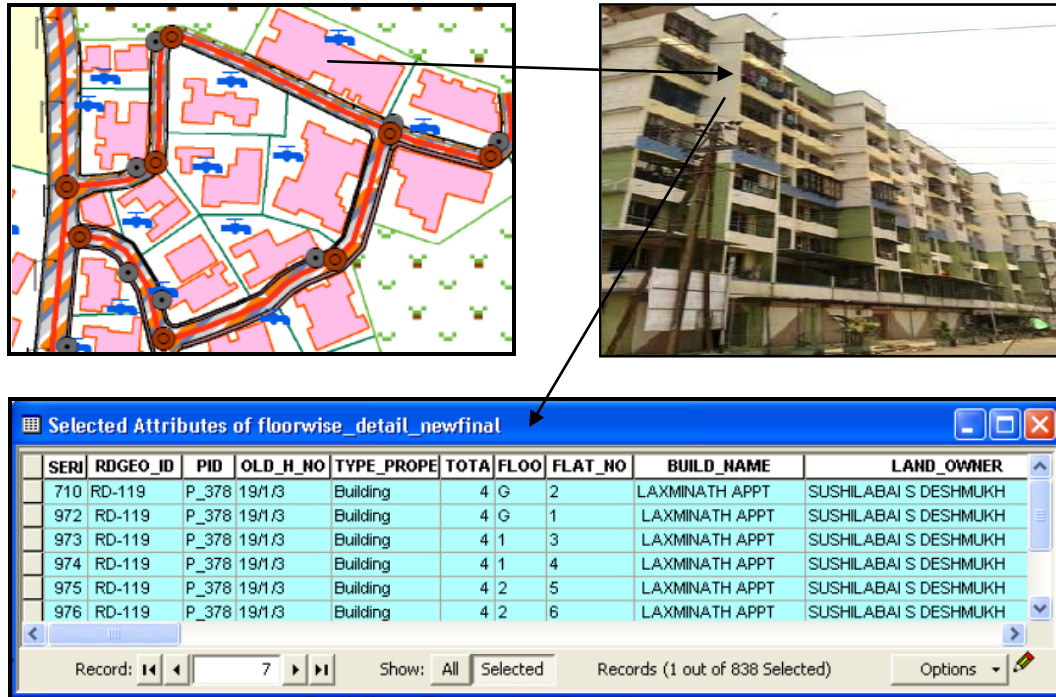 Selected Attributes of floorwise_detail_newfinal
SERI RDGEO_ID PID OLD_H_NO TYPE_PROPE TOTA FLOO FLAT_NO BUILD_NAME LAND_OWNER
710 RD-119 P_378 19/1/3 Building 4 G 2 LAXMINATH APPT SUSHILABAI S DESHMUKH
972 RD-119 P_378 19/1/3 Building 4 G 1 LAXMINATH APPT SUSHILABAI S DESHMUKH
973 RD-119 P_378 19/1/3 Building 4 1 3 LAXMINATH APPT SUSHILABAI S DESHMUKH
974 RD-119 P_378 19/1/3 Building 4 1 4 LAXMINATH APPT SUSHILABAI S DESHMUKH
975 RD-119 P_378 19/1/3 Building 4 2 5 LAXMINATH APPT SUSHILABAI S DESHMUKH
976 RD-119 P_378 19/1/3 Building 4 2 6 LAXMINATH APPT SUSHILABAI S DESHMUKH
Record: 7 Show: All Selected Records (1 out of 838 Selected) Options